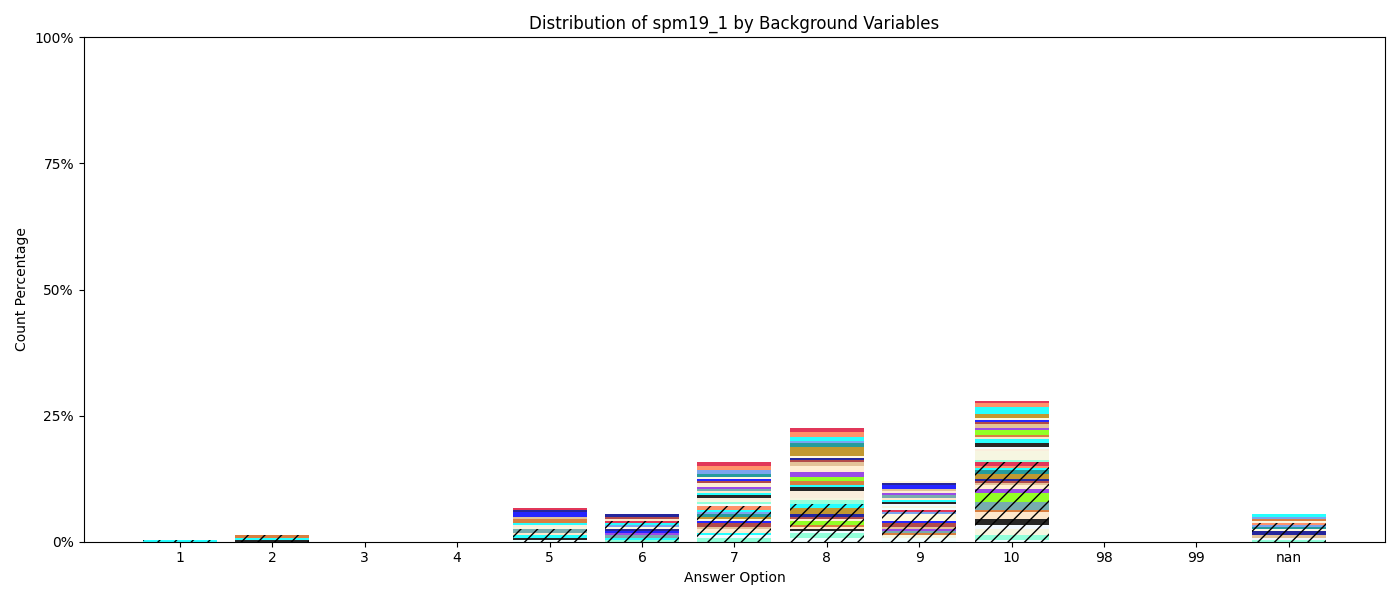 Distribution of spm19_1 by Background Variables
100%
75%
50%
25%
0%
Count Percentage
1 2 3 4 5 6 7 8 9 10 98 99 nan
Answer Option